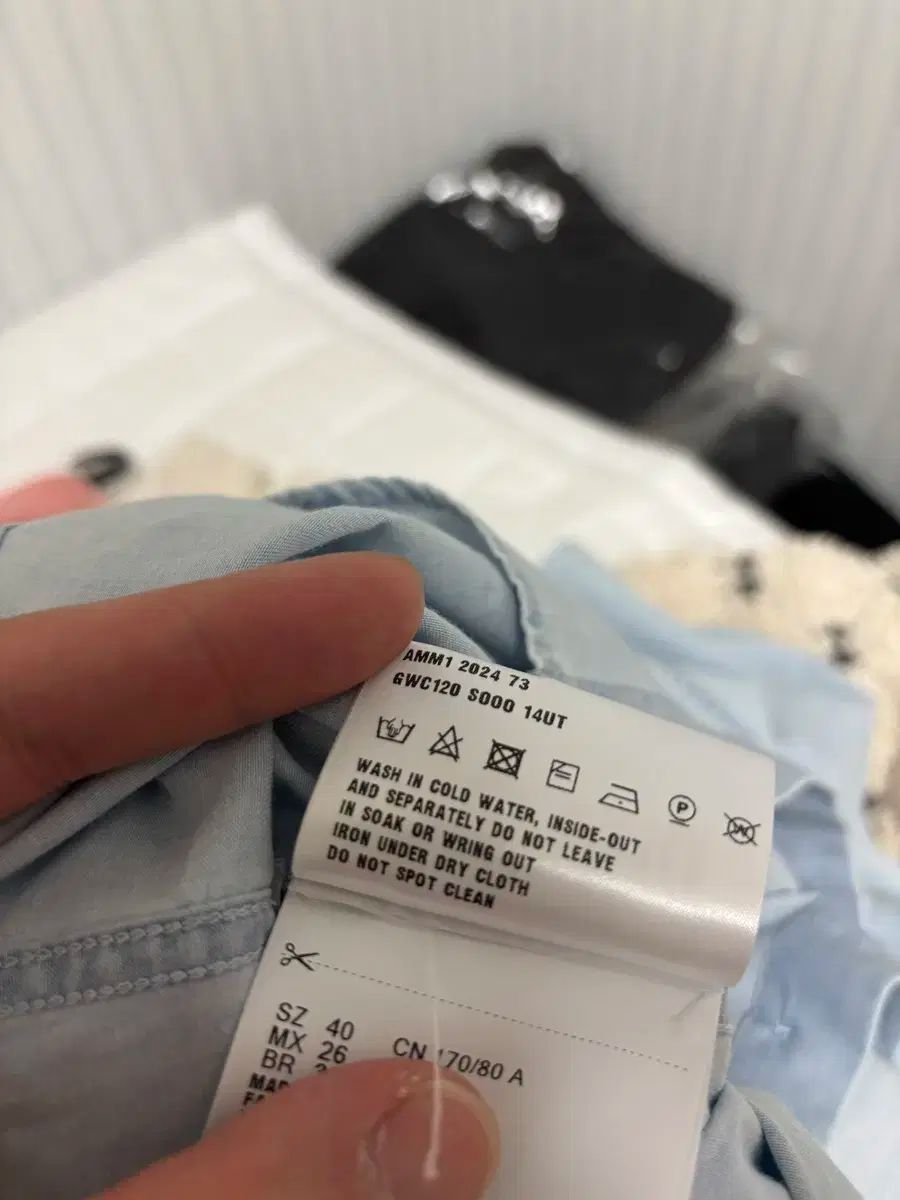 AMM1 2024 73
GWC120 S000 14UT
P
W
WASH IN COLD WATER, INSIDE-OUT
AND SEPARATELY DO NOT LEAVE
IN SOAK OR WRING OUT
IRON UNDER DRY CLOTH
DO NOT SPOT CLEAN
SZ 40
MX 26 CN 170/80 A
BR